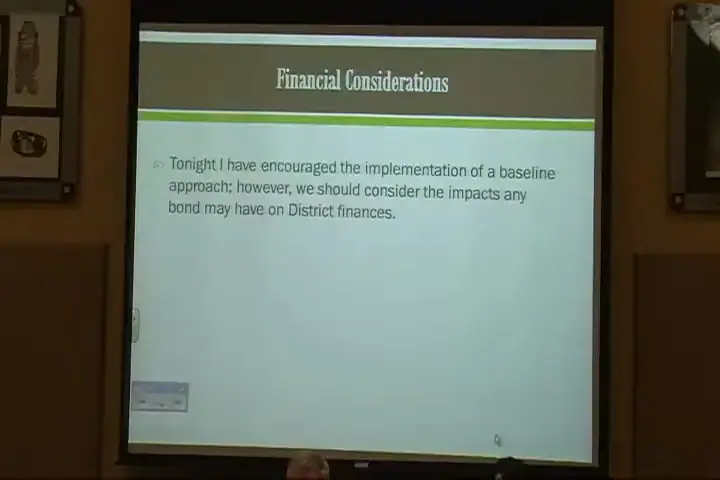 Financial Considerations
Tonight I have encouraged the implementation of a baseline
approach; however, we should consider the impacts any
bond may have on District finances.